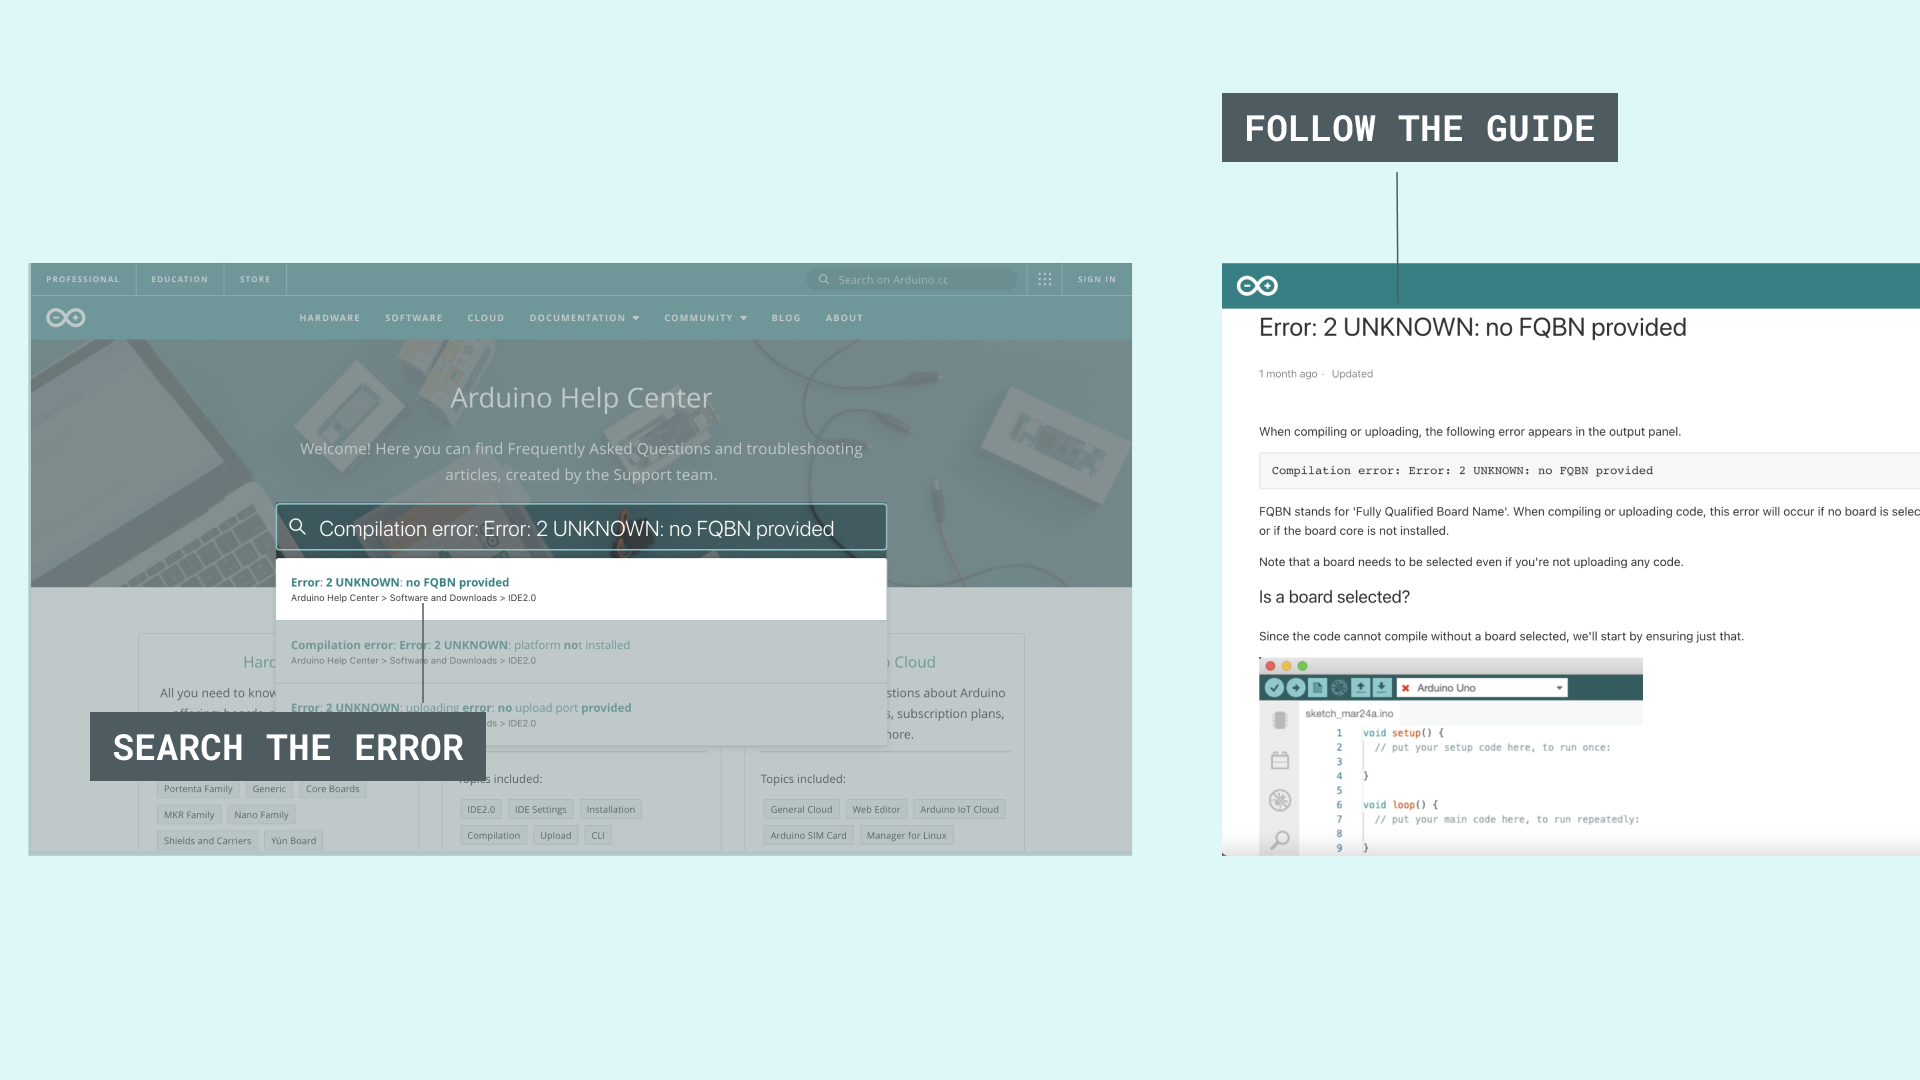 FOLLOW THE GUIDE
PROFESSIONAL
EDUCATION
STORE
Search on Arduino.cc
SIGN IN
HARDWARE
SOFTWARE
CLOUD
DOCUMENTATION
COMMUNITY
BLOG
ABOUT
Arduino Help Center
Welcome! Here you can find Frequently Asked Questions and troubleshooting
articles, created by the Support team.
Compilation error: Error: 2 UNKNOWN: no FQBN provided
Error: 2 UNKNOWN: no FQBN provided
Arduino Help Center > Software and Downloads > IDE2.0
Compilation error: Error: 2 UNKNOWN: platform not installed
Arduino Help Center > Software and Downloads > IDE2.0
Error: 2 UNKNOWN: uploading error: no upload port provided
IDE2.0
SEARCH THE ERROR
All you need to know
Portenta Family
Generic
Core Boards
MKR Family
Nano Family
Shields and Carriers
Yún Board
Topics included:
IDE2.0
IDE Settings
Installation
Compilation
Upload
CLI
Cloud
about Arduino
subscription plans,
Topics included:
General Cloud
Web Editor
Arduino IoT Cloud
Arduino SIM Card
Manager for Linux
Error: 2 UNKNOWN: no FQBN provided
1 month ago · Updated
When compiling or uploading, the following error appears in the output panel.
Compilation error: Error: 2 UNKNOWN: no FQBN provided
FQBN stands for 'Fully Qualified Board Name'. When compiling or uploading code, this error will occur if no board is selec
or if the board core is not installed.
Note that a board needs to be selected even if you're not uploading any code.
Is a board selected?
Since the code cannot compile without a board selected, we'll start by ensuring just that.
Arduino Uno
sketch_mar24a.ino
1 void setup() {
2 // put your setup code here, to run once:
3
4 }
5
6 void loop() {
7 // put your main code here, to run repeatedly:
8
9 }